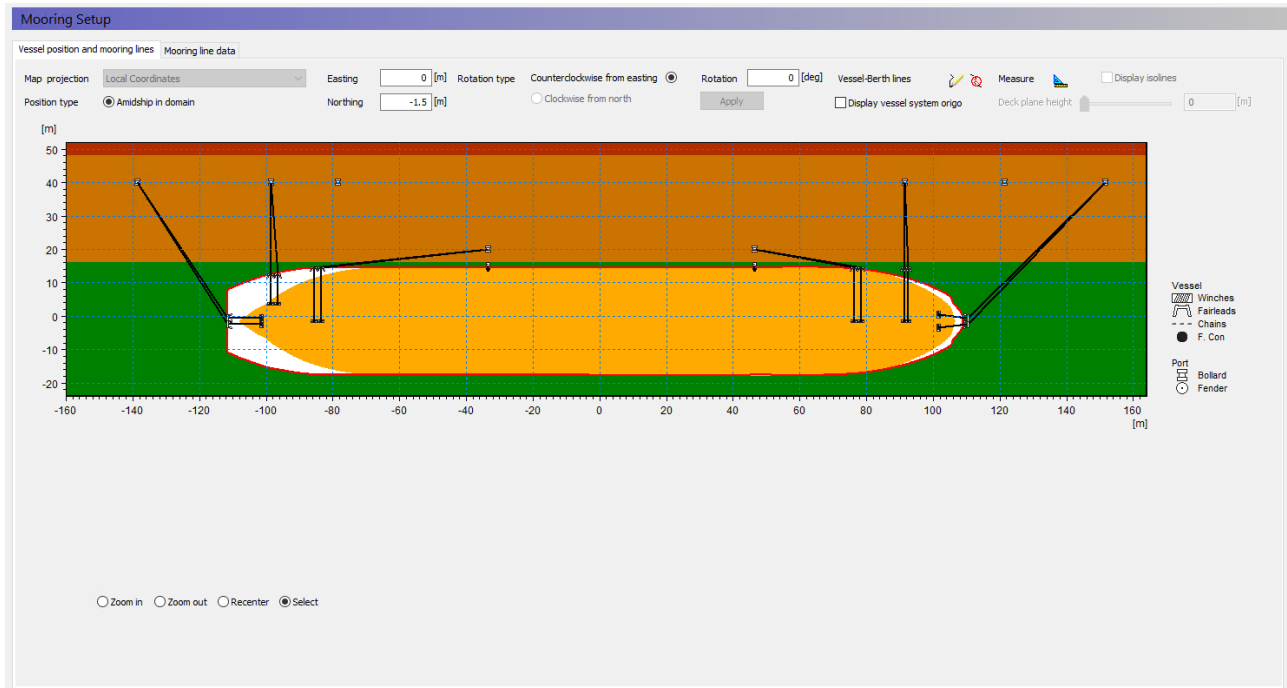 Mooring Setup
Vessel position and mooring lines Mooring line data
Map projection Local Coordinates Easting 0 [m] Rotation type Counterclockwise from easting Rotation 0 [deg] Vessel-Berth lines Measure Display isolines
Position type Amidship in domain Northing -1.5 [m] Clockwise from north Apply Display vessel system origo Deck plane height 0 [m]
[m]
50
40
30
20
10
0
-10
-20
-160 -140 -120 -100 -80 -60 -40 -20 0 20 40 60 80 100 120 140 160
[m]
Vessel
Winches
Fairleads
Chains
F. Con
Port
Bollard
Fender
Zoom in Zoom out Recenter Select